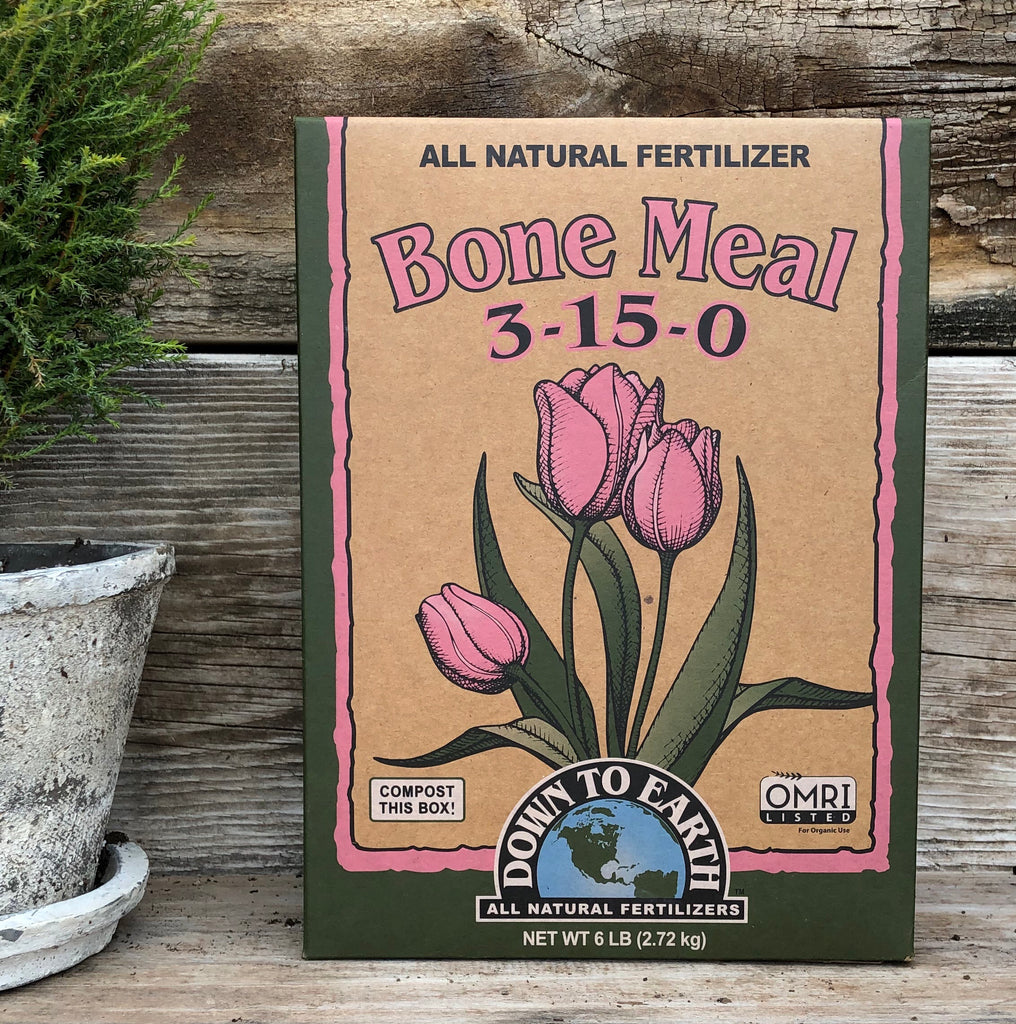 ALL NATURAL FERTILIZER
Bone Meal
3-15-0
COMPOST
THIS BOX!
OMRI
LISTED
For Organic Use
DOWN TO EARTH
TM
ALL NATURAL FERTILIZERS
NET WT 6 LB (2.72 kg)